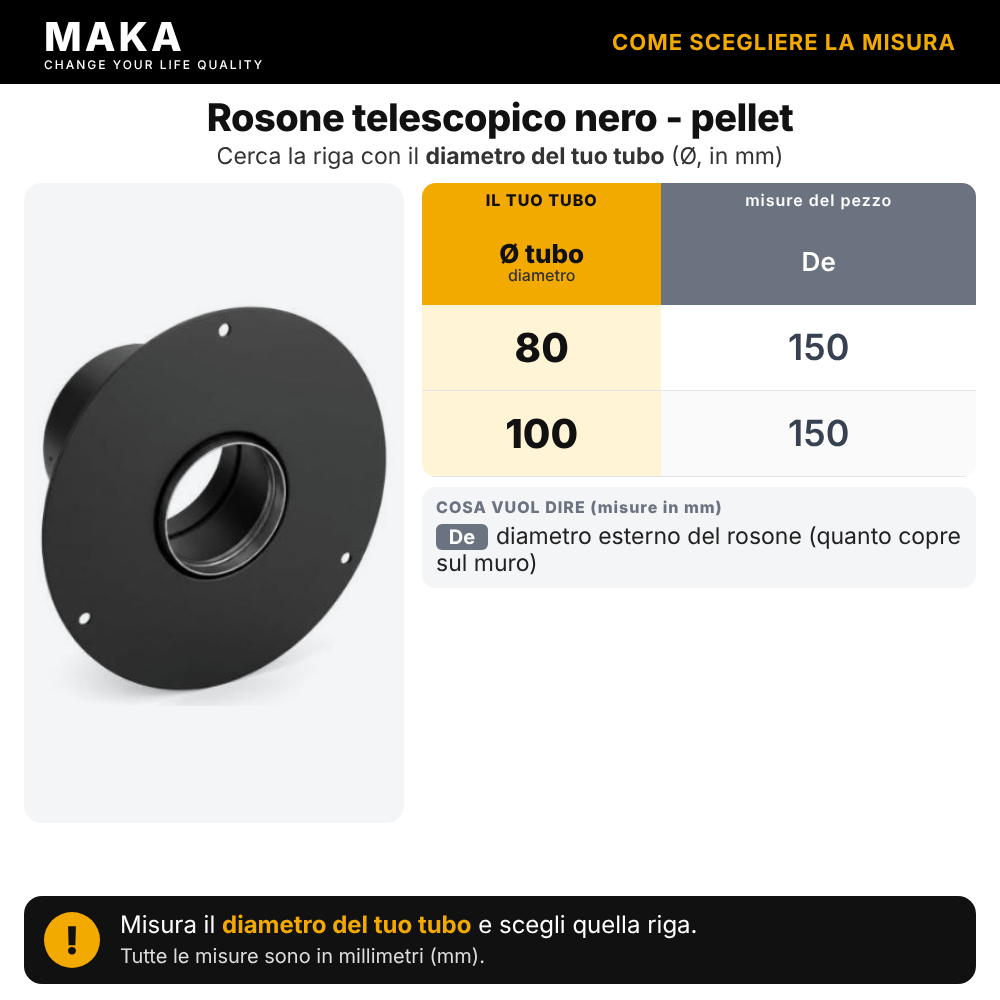 MAKA
CHANGE YOUR LIFE QUALITY
COME SCEGLIERE LA MISURA
Rosone telescopico nero - pellet
Cerca la riga con il diametro del tuo tubo (Ø, in mm)
IL TUO TUBO
misure del pezzo
Ø tubo
diametro
De
80
150
100
150
COSA VUOL DIRE (misure in mm)
De diametro esterno del rosone (quanto copre
sul muro)
!
Misura il diametro del tuo tubo e scegli quella riga.
Tutte le misure sono in millimetri (mm).